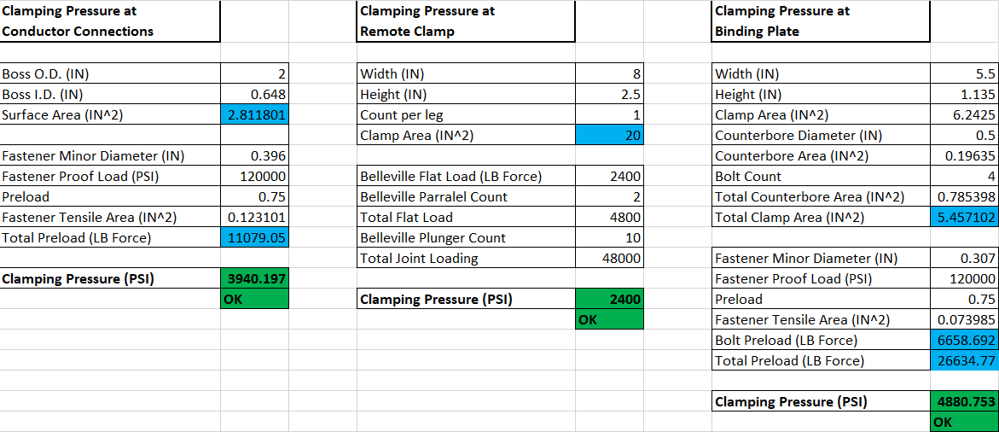 Clamping Pressure at Conductor Connections
Boss O.D. (IN) 2
Boss I.D. (IN) 0.648
Surface Area (IN^2) 2.811801
Fastener Minor Diameter (IN) 0.396
Fastener Proof Load (PSI) 120000
Preload 0.75
Fastener Tensile Area (IN^2) 0.123101
Total Preload (LB Force) 11079.05
Clamping Pressure (PSI) 3940.197
OK
Clamping Pressure at Remote Clamp
Width (IN) 8
Height (IN) 2.5
Count per leg 1
Clamp Area (IN^2) 20
Belleville Flat Load (LB Force) 2400
Belleville Parralel Count 2
Total Flat Load 4800
Belleville Plunger Count 10
Total Joint Loading 48000
Clamping Pressure (PSI) 2400
OK
Clamping Pressure at Binding Plate
Width (IN) 5.5
Height (IN) 1.135
Clamp Area (IN^2) 6.2425
Counterbore Diameter (IN) 0.5
Counterbore Area (IN^2) 0.19635
Bolt Count 4
Total Counterbore Area (IN^2) 0.785398
Total Clamp Area (IN^2) 5.457102
Fastener Minor Diameter (IN) 0.307
Fastener Proof Load (PSI) 120000
Preload 0.75
Fastener Tensile Area (IN^2) 0.073985
Bolt Preload (LB Force) 6658.692
Total Preload (LB Force) 26634.77
Clamping Pressure (PSI) 4880.753
OK